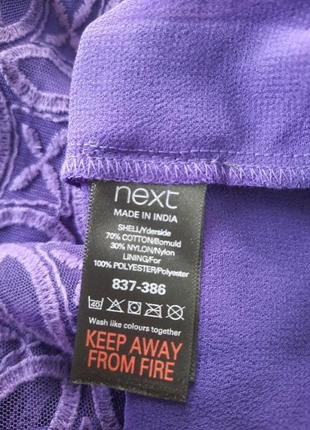 next
MADE IN INDIA
SHELL/Yderside
70% COTTON/Bomuld
30% NYLON/Nylon
LINING/For
100% POLYESTER/Polyester
837-386
40
Wash like colours together
KEEP AWAY
FROM FIRE